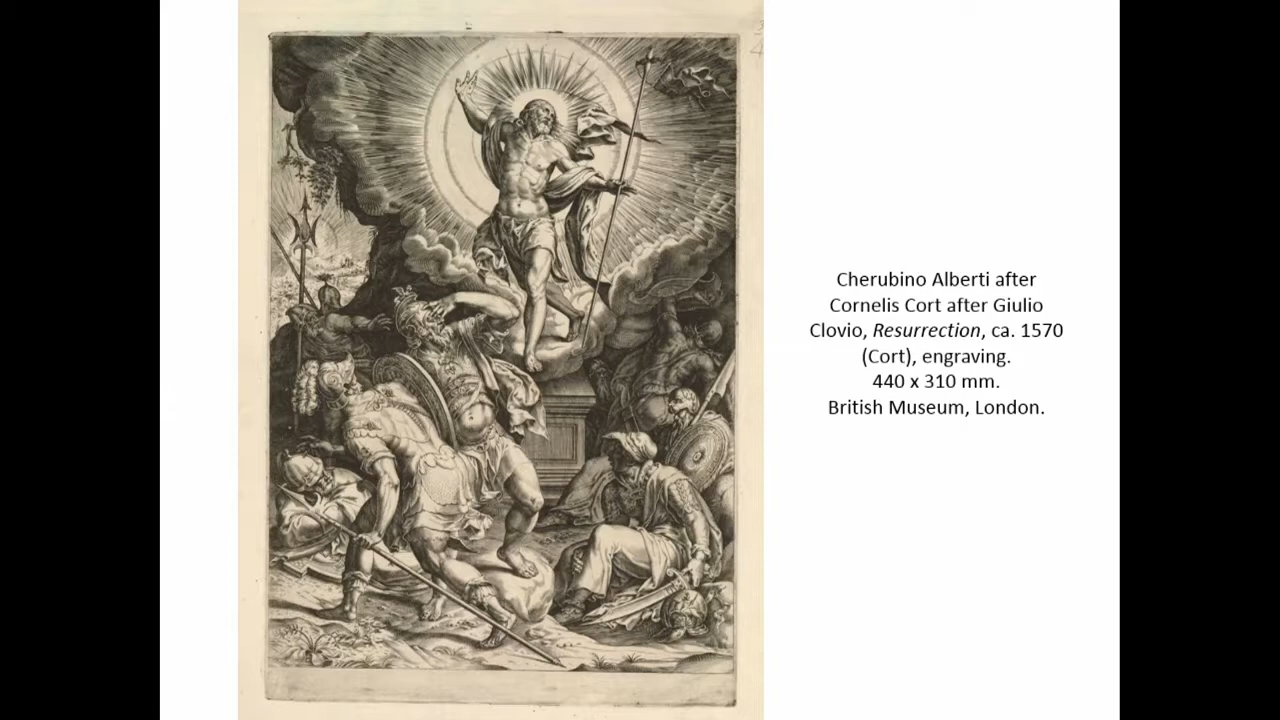 Cherubino Alberti after
Cornelis Cort after Giulio
Clovio, Resurrection, ca. 1570
(Cort), engraving.
440 x 310 mm.
British Museum, London.